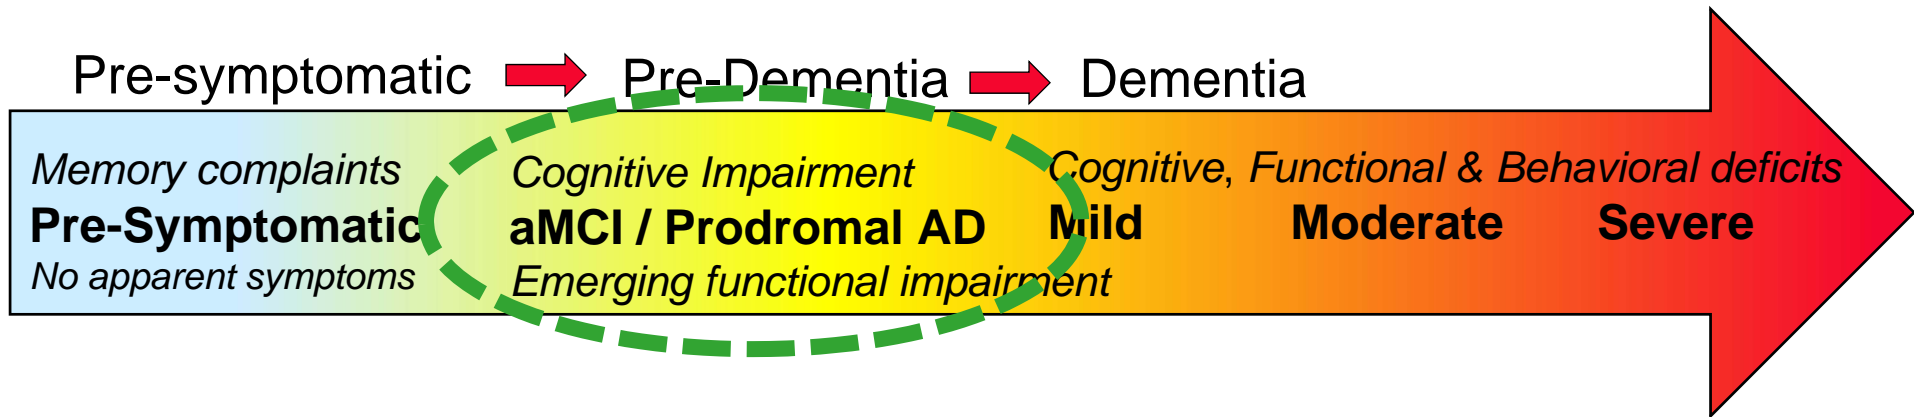 Pre-symptomatic Pre-Dementia Dementia
Memory complaints
Pre-Symptomatic
No apparent symptoms
Cognitive Impairment
aMCI / Prodromal AD
Emerging functional impairment
Cognitive, Functional & Behavioral deficits
Mild Moderate Severe